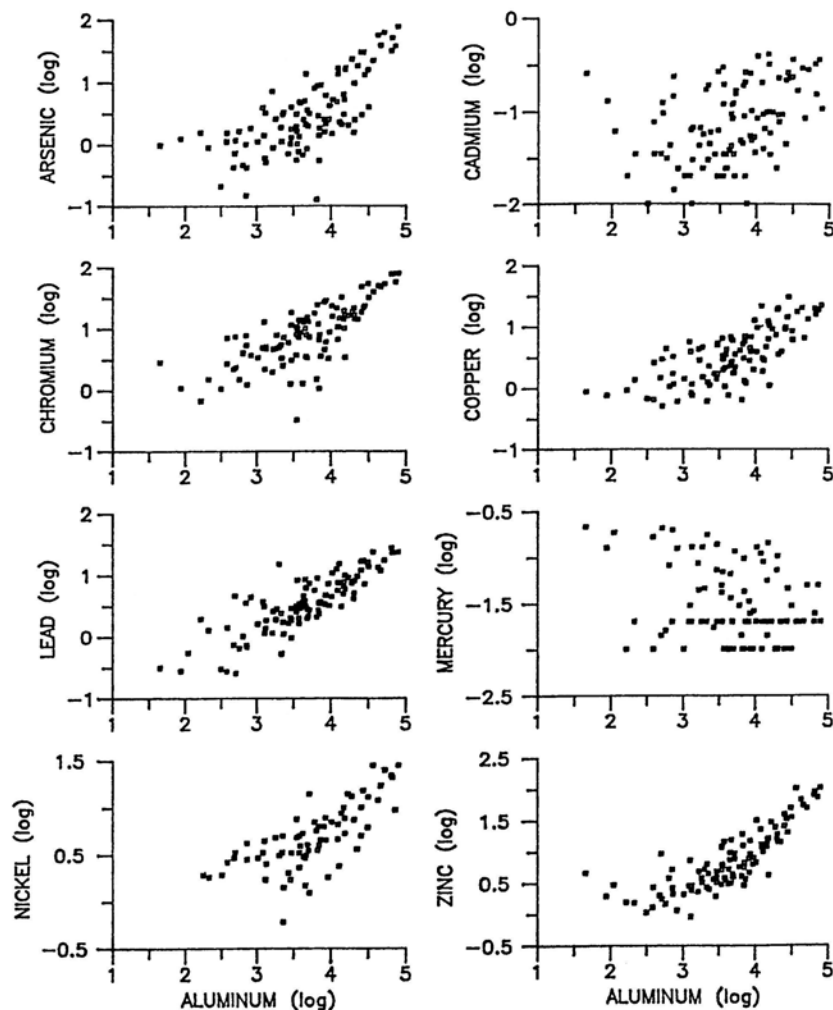 ARSENIC (log)
2
1
0
-1
1 2 3 4 5
CADMIUM (log)
0
-1
-2
1 2 3 4 5
CHROMIUM (log)
2
1
0
-1
1 2 3 4 5
COPPER (log)
2
1
0
-1
1 2 3 4 5
LEAD (log)
2
1
0
-1
1 2 3 4 5
MERCURY (log)
-0.5
-1.5
-2.5
1 2 3 4 5
NICKEL (log)
1.5
0.5
-0.5
1 2 3 4 5
ALUMINUM (log)
ZINC (log)
2.5
1.5
0.5
-0.5
1 2 3 4 5
ALUMINUM (log)